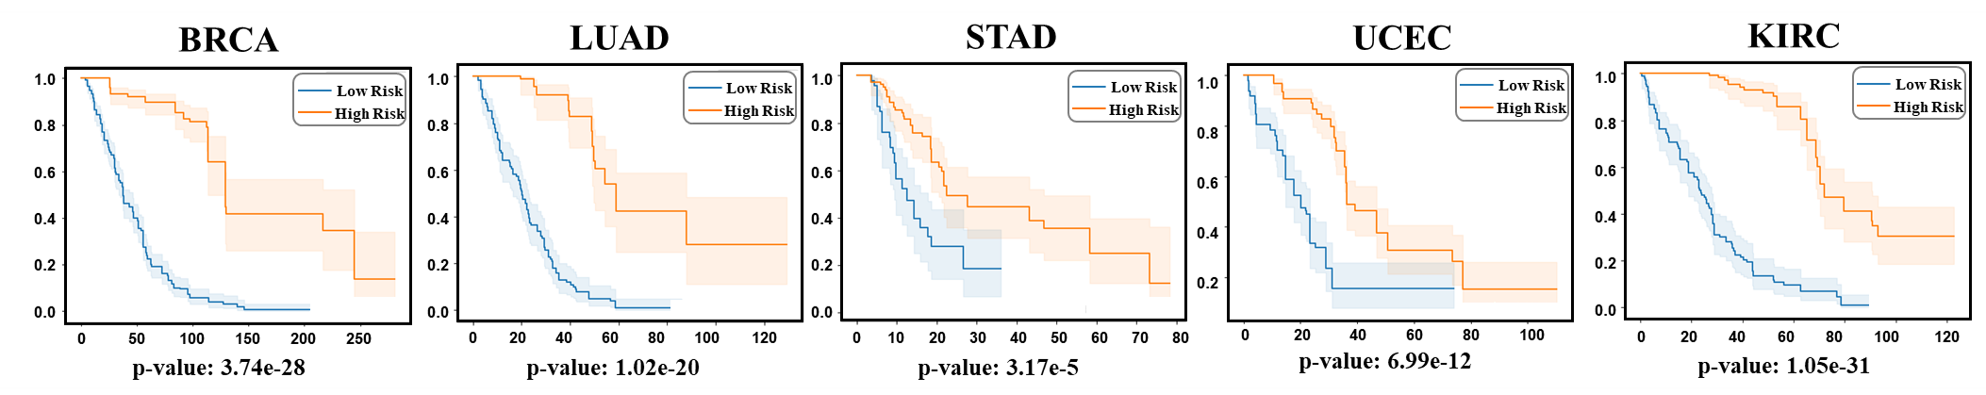 BRCA
1.0
0.8
0.6
0.4
0.2
0.0
Low Risk
High Risk
0 50 100 150 200 250
p-value: 3.74e-28
LUAD
1.0
0.8
0.6
0.4
0.2
0.0
Low Risk
High Risk
0 20 40 60 80 100 120
p-value: 1.02e-20
STAD
1.0
0.8
0.6
0.4
0.2
0.0
Low Risk
High Risk
0 10 20 30 40 50 60 70 80
p-value: 3.17e-5
UCEC
1.0
0.8
0.6
0.4
0.2
Low Risk
High Risk
0 20 40 60 80 100
p-value: 6.99e-12
KIRC
1.0
0.8
0.6
0.4
0.2
0.0
Low Risk
High Risk
0 20 40 60 80 100 120
p-value: 1.05e-31